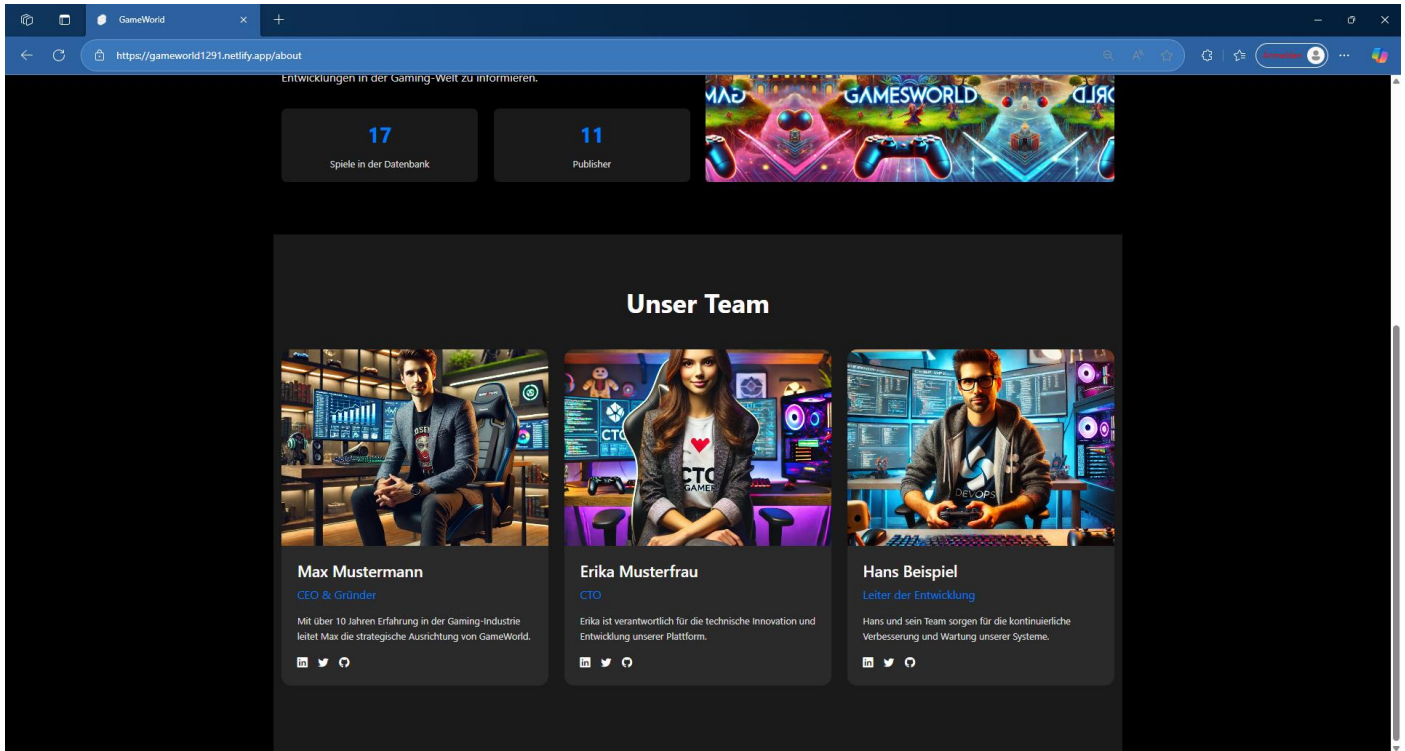 GameWorld
https://gameworld1291.netlify.app/about
Entwicklungen in der Gaming-Welt zu informieren.
GAMESWORLD
17
Spiele in der Datenbank
11
Publisher
Unser Team
CTO
GAMER
DEVOPS
Max Mustermann
CEO & Gründer
Mit über 10 Jahren Erfahrung in der Gaming-Industrie
leitet Max die strategische Ausrichtung von GameWorld.
Erika Musterfrau
CTO
Erika ist verantwortlich für die technische Innovation und
Entwicklung unserer Plattform.
Hans Beispiel
Leiter der Entwicklung
Hans und sein Team sorgen für die kontinuierliche
Verbesserung und Wartung unserer Systeme.